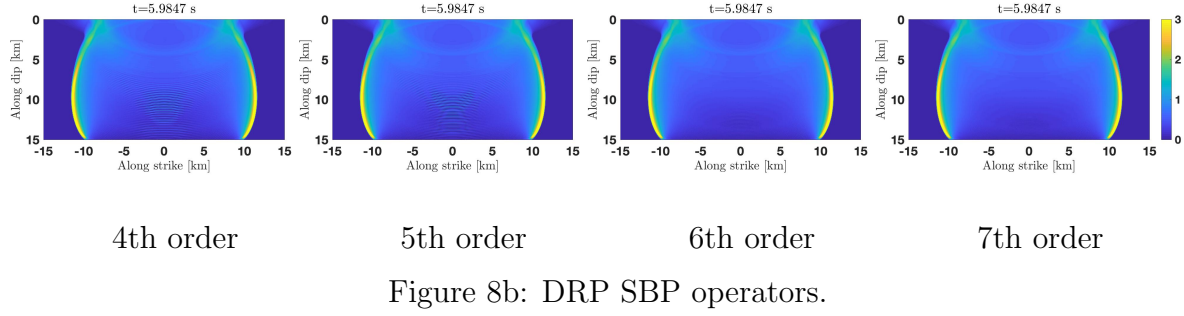 t=5.9847 s t=5.9847 s t=5.9847 s t=5.9847 s
0 0 0 0 3
5 5 5 5 2
10 10 10 10 1
15 15 15 15 0
Along dip [km] Along dip [km] Along dip [km] Along dip [km]
-15 -10 -5 0 5 10 15 -15 -10 -5 0 5 10 15 -15 -10 -5 0 5 10 15 -15 -10 -5 0 5 10 15
Along strike [km] Along strike [km] Along strike [km] Along strike [km]
4th order 5th order 6th order 7th order
Figure 8b: DRP SBP operators.